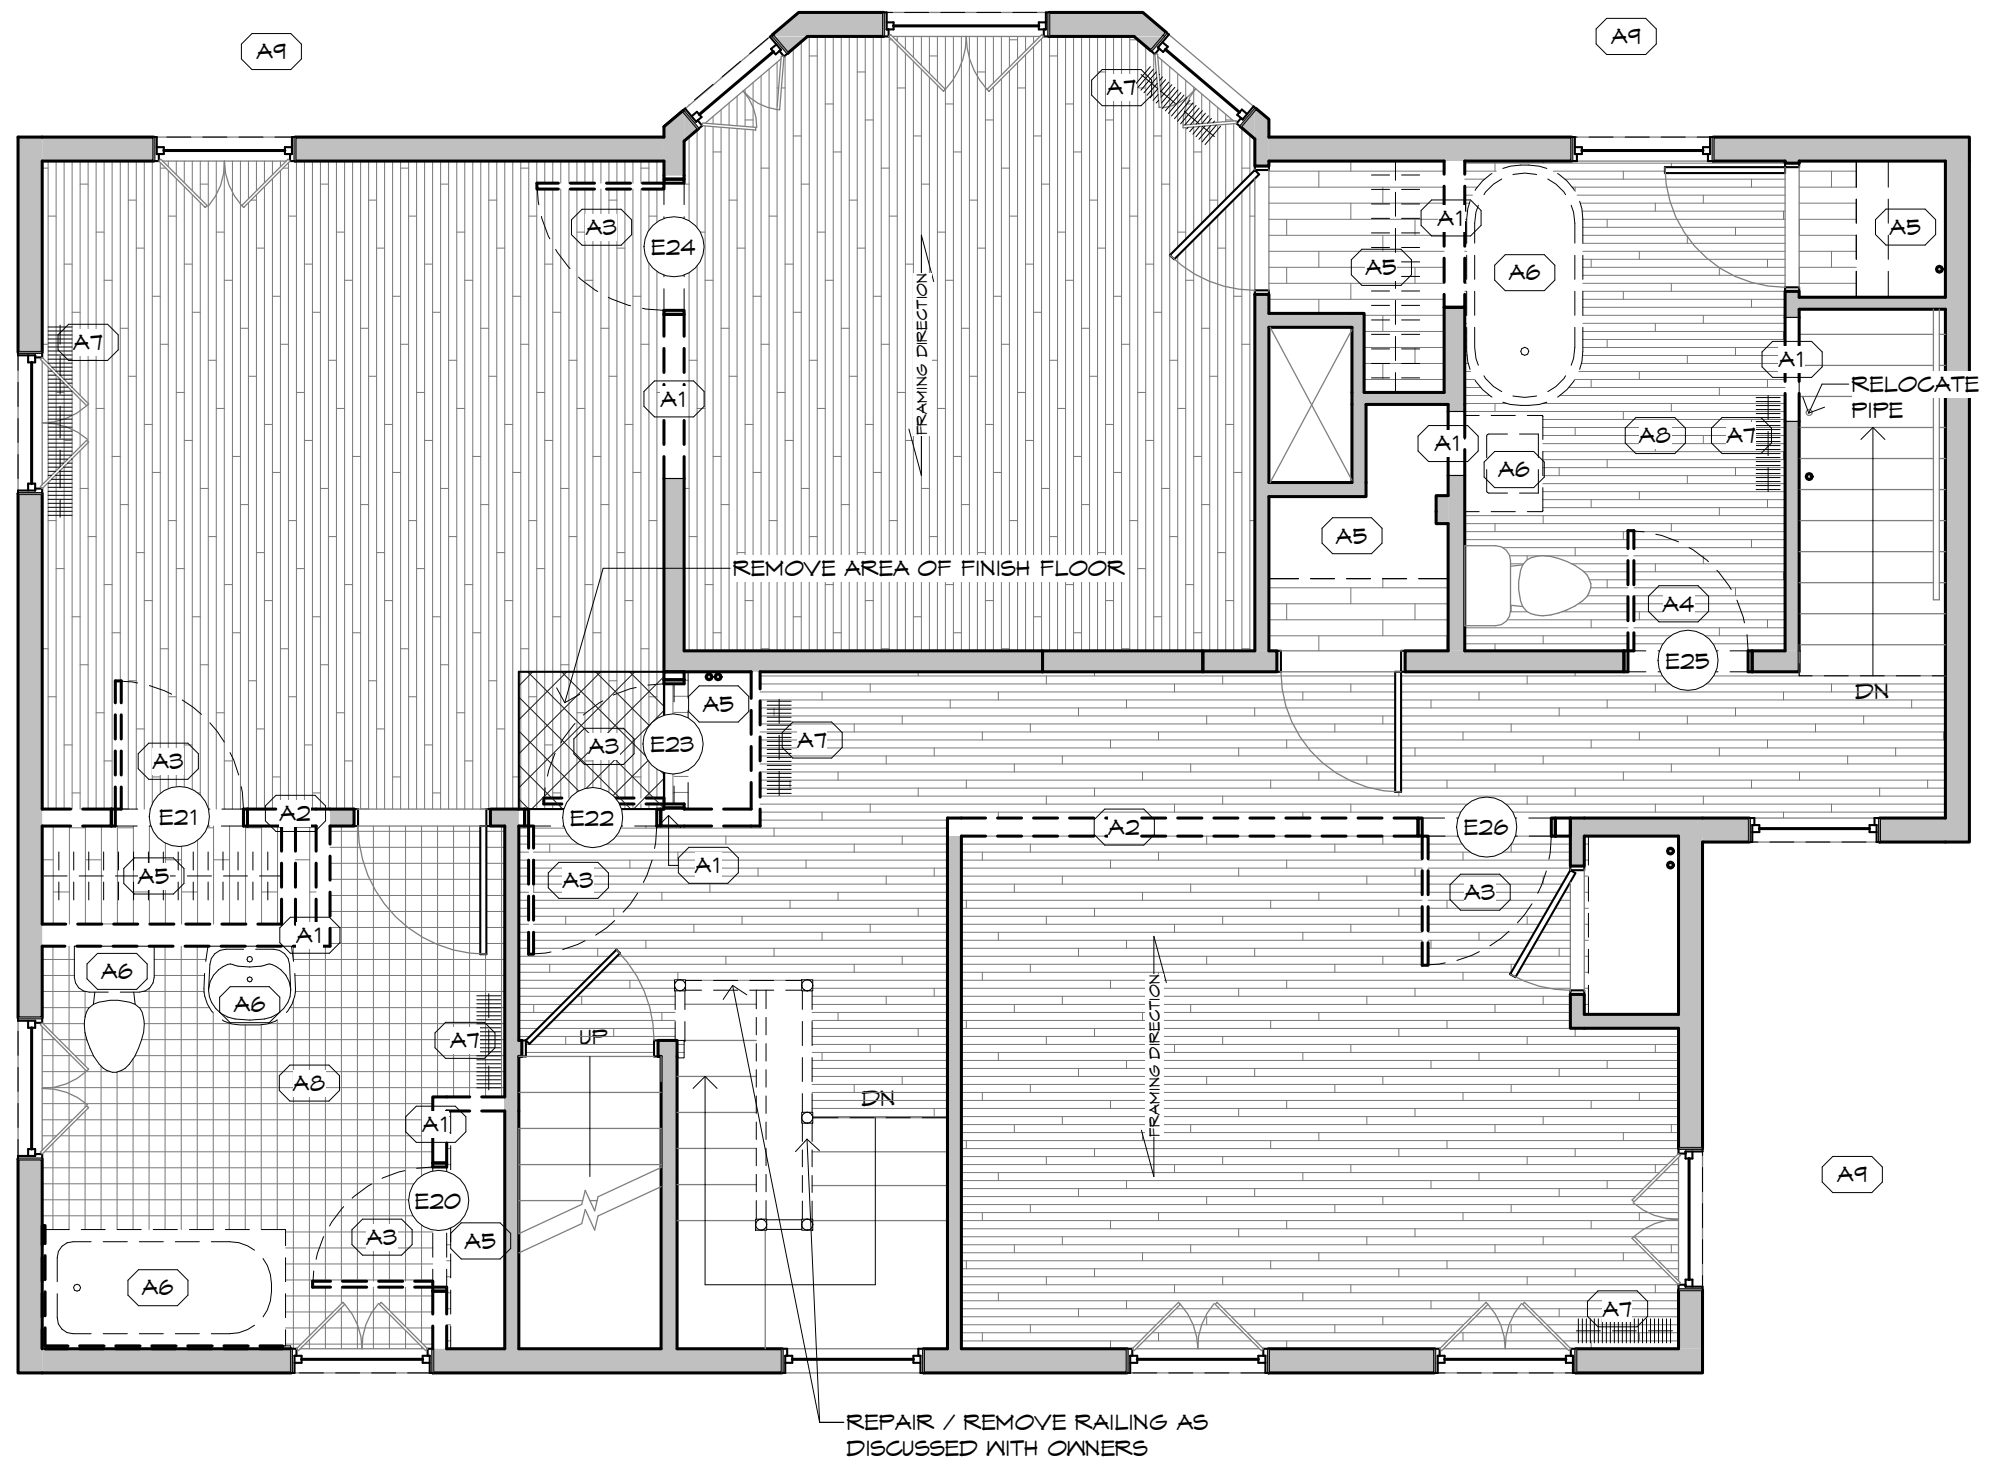 A9
A9
A7
A3
E24
A1
A5
A5
A6
A7
A1
RELOCATE
PIPE
A1
FRAMING DIRECTION
A8
A7
A1
A6
A5
REMOVE AREA OF FINISH FLOOR
A4
E25
DN
A5
A3
A3
E23
A7
E21
A2
E22
A2
E26
A1
A5
A3
A3
A1
A6
A6
A7
UP
FRAMING DIRECTION
A8
DN
A1
E20
A9
A3
A5
A6
A7
REPAIR / REMOVE RAILING AS
DISCUSSED WITH OWNERS